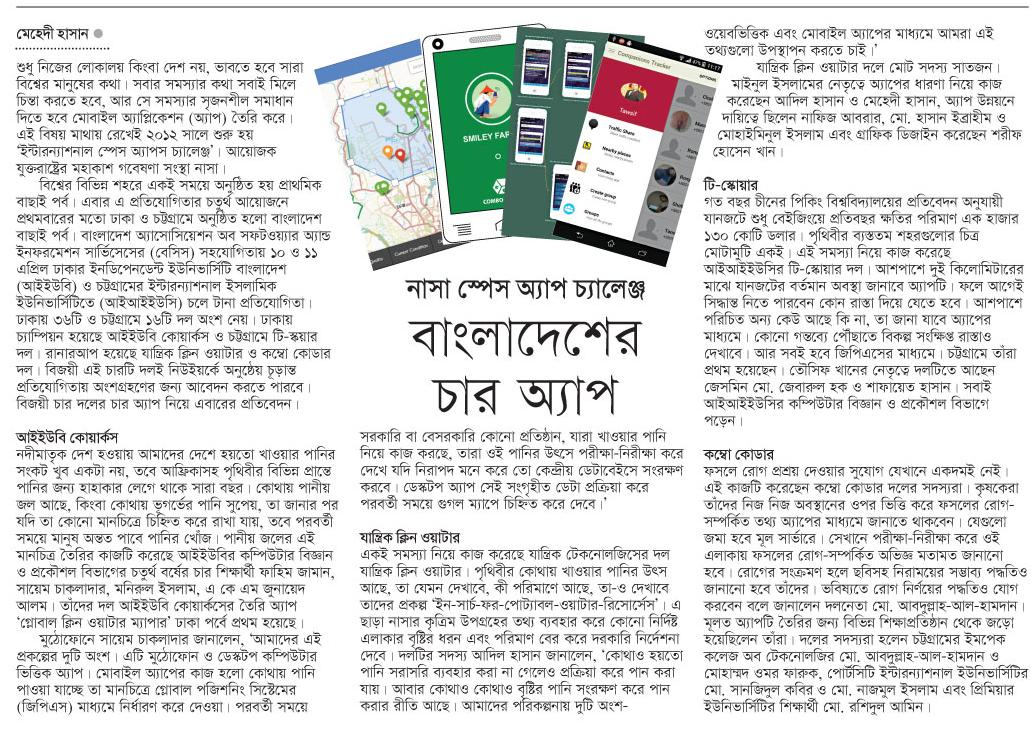 মেহেদী হাসান
শুধু নিজের লোকালয় কিংবা দেশ নয়, ভাবতে হবে সারা
বিশ্বের মানুষের কথা। সবার সমস্যার কথা সবাই মিলে
চিন্তা করতে হবে, আর সে সমস্যার সৃজনশীল সমাধান
দিতে হবে মোবাইল অ্যাপ্লিকেশন (অ্যাপ) তৈরি করে।
এই বিষয় মাথায় রেখেই ২০১২ সালে শুরু হয়
‘ইন্টারন্যাশনাল স্পেস অ্যাপস চ্যালেঞ্জ’। আয়োজক
যুক্তরাষ্ট্রের মহাকাশ গবেষণা সংস্থা নাসা।
বিশ্বের বিভিন্ন শহরে একই সময়ে অনুষ্ঠিত হয় প্রাথমিক
বাছাই পর্ব। এবার এ প্রতিযোগিতার চতুর্থ আয়োজনে
প্রথমবারের মতো ঢাকা ও চট্টগ্রামে অনুষ্ঠিত হলো বাংলাদেশ
বাছাই পর্ব। বাংলাদেশ অ্যাসোসিয়েশন অব সফটওয়্যার অ্যান্ড
ইনফরমেশন সার্ভিসেসের (বেসিস) সহযোগিতায় ১০ ও ১১
এপ্রিল ঢাকার ইনডিপেনডেন্ট ইউনিভার্সিটি বাংলাদেশ
(আইইউবি) ও চট্টগ্রামের ইন্টারন্যাশনাল ইসলামিক
ইউনিভার্সিটিতে (আইআইইউসি) চলে টানা প্রতিযোগিতা।
ঢাকায় ৩৬টি ও চট্টগ্রামে ১৬টি দল অংশ নেয়। ঢাকায়
চ্যাম্পিয়ন হয়েছে আইইউবি কোয়ার্কস ও চট্টগ্রামে টি-স্কয়ার
দল। রানারআপ হয়েছে যান্ত্রিক ক্লিন ওয়াটার ও কম্বো কোডার
দল। বিজয়ী এই চারটি দলই নিউইয়র্কে অনুষ্ঠেয় চূড়ান্ত
প্রতিযোগিতায় অংশগ্রহণের জন্য আবেদন করতে পারবে।
বিজয়ী চার দলের চার অ্যাপ নিয়ে এবারের প্রতিবেদন।
আইইউবি কোয়ার্কস
নদীমাতৃক দেশ হওয়ায় আমাদের দেশে হয়তো খাওয়ার পানির
সংকট খুব একটা নয়, তবে আফ্রিকাসহ পৃথিবীর বিভিন্ন প্রান্তে
পানির জন্য হাহাকার লেগে থাকে সারা বছর। কোথায় পানীয়
জল আছে, কিংবা কোথায় ভূগর্ভের পানি সুপেয়, তা জানার পর
যদি তা কোনো মানচিত্রে চিহ্নিত করে রাখা যায়, তবে পরবর্তী
সময়ে মানুষ অন্তত পাবে পানির খোঁজ। পানীয় জলের এই
মানচিত্র তৈরির কাজটি করেছে আইইউবির কম্পিউটার বিজ্ঞান
ও প্রকৌশল বিভাগের চতুর্থ বর্ষের চার শিক্ষার্থী ফাহিম জামান,
সায়েম চাকলাদার, মনিরুল ইসলাম, এ কে এম জুনায়েদ
আলম। তাঁদের দল আইইউবি কোয়ার্কসের তৈরি অ্যাপ
‘গ্লোবাল ক্লিন ওয়াটার ম্যাপার’ ঢাকা পর্বে প্রথম হয়েছে।
মুঠোফোনে সায়েম চাকলাদার জানালেন, ‘আমাদের এই
প্রকল্পের দুটি অংশ। এটি মুঠোফোন ও ডেস্কটপ কম্পিউটার
ভিত্তিক অ্যাপ। মোবাইল অ্যাপের কাজ হলো কোথায় পানি
পাওয়া যাচ্ছে তা মানচিত্রে গ্লোবাল পজিশনিং সিস্টেমের
(জিপিএস) মাধ্যমে নির্ধারণ করে দেওয়া। পরবর্তী সময়ে
SMILEY FAR
COMBO
Current Condition
11:17
Companions Tracker
OPTIONS
Tawsif
Traffic Share
Nearby places
Contacts
Create group
Groups
নাসা স্পেস অ্যাপ চ্যালেঞ্জ
বাংলাদেশের
চার অ্যাপ
সরকারি বা বেসরকারি কোনো প্রতিষ্ঠান, যারা খাওয়ার পানি
নিয়ে কাজ করছে, তারা ওই পানির উৎসে পরীক্ষা-নিরীক্ষা করে
দেখে যদি নিরাপদ মনে করে তো কেন্দ্রীয় ডেটাবেইসে সংরক্ষণ
করবে। ডেস্কটপ অ্যাপ সেই সংগৃহীত ডেটা প্রক্রিয়া করে
পরবর্তী সময়ে গুগল ম্যাপে চিহ্নিত করে দেবে।’
যান্ত্রিক ক্লিন ওয়াটার
একই সমস্যা নিয়ে কাজ করেছে যান্ত্রিক টেকনোলজিসের দল
যান্ত্রিক ক্লিন ওয়াটার। পৃথিবীর কোথায় খাওয়ার পানির উৎস
আছে, তা যেমন দেখাবে, কী পরিমাণে আছে, তা-ও দেখাবে
তাদের প্রকল্প ‘ইন-সার্চ-ফর-পোট্যাবল-ওয়াটার-রিসোর্সেস’। এ
ছাড়া নাসার কৃত্রিম উপগ্রহের তথ্য ব্যবহার করে কোনো নির্দিষ্ট
এলাকার বৃষ্টির ধরন এবং পরিমাণ বের করে দরকারি নির্দেশনা
দেবে। দলটির সদস্য আদিল হাসান জানালেন, ‘কোথাও হয়তো
পানি সরাসরি ব্যবহার করা না গেলেও প্রক্রিয়া করে পান করা
যায়। আবার কোথাও কোথাও বৃষ্টির পানি সংরক্ষণ করে পান
করার রীতি আছে। আমাদের পরিকল্পনায় দুটি অংশ-
ওয়েবভিত্তিক এবং মোবাইল অ্যাপের মাধ্যমে আমরা এই
তথ্যগুলো উপস্থাপন করতে চাই।’
যান্ত্রিক ক্লিন ওয়াটার দলে মোট সদস্য সাতজন।
মাইনুল ইসলামের নেতৃত্বে অ্যাপের ধারণা নিয়ে কাজ
করেছেন আদিল হাসান ও মেহেদী হাসান, অ্যাপ উন্নয়নে
দায়িত্বে ছিলেন নাফিজ আবরার, মো. হাসান ইব্রাহীম ও
মোহাইমিনুল ইসলাম এবং গ্রাফিক ডিজাইন করেছেন শরীফ
হোসেন খান।
টি-স্কোয়ার
গত বছর চীনের পিকিং বিশ্ববিদ্যালয়ের প্রতিবেদন অনুযায়ী
যানজটে শুধু বেইজিংয়ে প্রতিবছর ক্ষতির পরিমাণ এক হাজার
১৩০ কোটি ডলার। পৃথিবীর ব্যস্ততম শহরগুলোর চিত্র
মোটামুটি একই। এই সমস্যা নিয়ে কাজ করেছে
আইআইইউসির টি-স্কোয়ার দল। আশপাশে দুই কিলোমিটারের
মাঝে যানজটের বর্তমান অবস্থা জানাবে অ্যাপটি। ফলে আগেই
সিদ্ধান্ত নিতে পারবেন কোন রাস্তা দিয়ে যেতে হবে। আশপাশে
পরিচিত অন্য কেউ আছে কি না, তা জানা যাবে অ্যাপের
মাধ্যমে। কোনো গন্তব্যে পৌঁছাতে বিকল্প সংক্ষিপ্ত রাস্তাও
দেখাবে। আর সবই হবে জিপিএসের মাধ্যমে। চট্টগ্রাম তাঁরা
প্রথম হয়েছেন। তৌসিফ খানের নেতৃত্বে দলটিতে আছেন
জেসমিন মো. জেবারুল হক ও শাফায়েত হাসান। সবাই
আইআইইউসির কম্পিউটার বিজ্ঞান ও প্রকৌশল বিভাগে
পড়েন।
কম্বো কোডার
ফসলে রোগ প্রশ্রয় দেওয়ার সুযোগ যেখানে একদমই নেই।
এই কাজটি করেছেন কম্বো কোডার দলের সদস্যরা। কৃষকেরা
তাঁদের নিজ নিজ অবস্থানের ওপর ভিত্তি করে ফসলের রোগ-
সম্পর্কিত তথ্য অ্যাপের মাধ্যমে জানাতে থাকবেন। যেগুলো
জমা হবে মূল সার্ভারে। সেখানে পরীক্ষা-নিরীক্ষা করে ওই
এলাকায় ফসলের রোগ-সম্পর্কিত অভিজ্ঞ মতামত জানানো
হবে। রোগের সংক্রমণ হলে ছবিসহ নিরাময়ের সম্ভাব্য পদ্ধতিও
জানানো হবে তাঁদের। ভবিষ্যতে রোগ নির্ণয়ের পদ্ধতিও যোগ
করবেন বলে জানালেন দলনেতা মো. আবদুল্লাহ-আল-হামদান।
মূলত অ্যাপটি তৈরির জন্য বিভিন্ন শিক্ষাপ্রতিষ্ঠান থেকে জড়ো
হয়েছিলেন তাঁরা। দলের সদস্যরা হলেন চট্টগ্রামের ইমপেক
কলেজ অব টেকনোলজির মো. আবদুল্লাহ-আল-হামদান ও
মোহাম্মদ ওমর ফারুক, পোর্টসিটি ইন্টারন্যাশনাল ইউনিভার্সিটির
মো. সানজিদুল কবির ও মো. নাজমুল ইসলাম এবং প্রিমিয়ার
ইউনিভার্সিটির শিক্ষার্থী মো. রশিদুল আমিন।